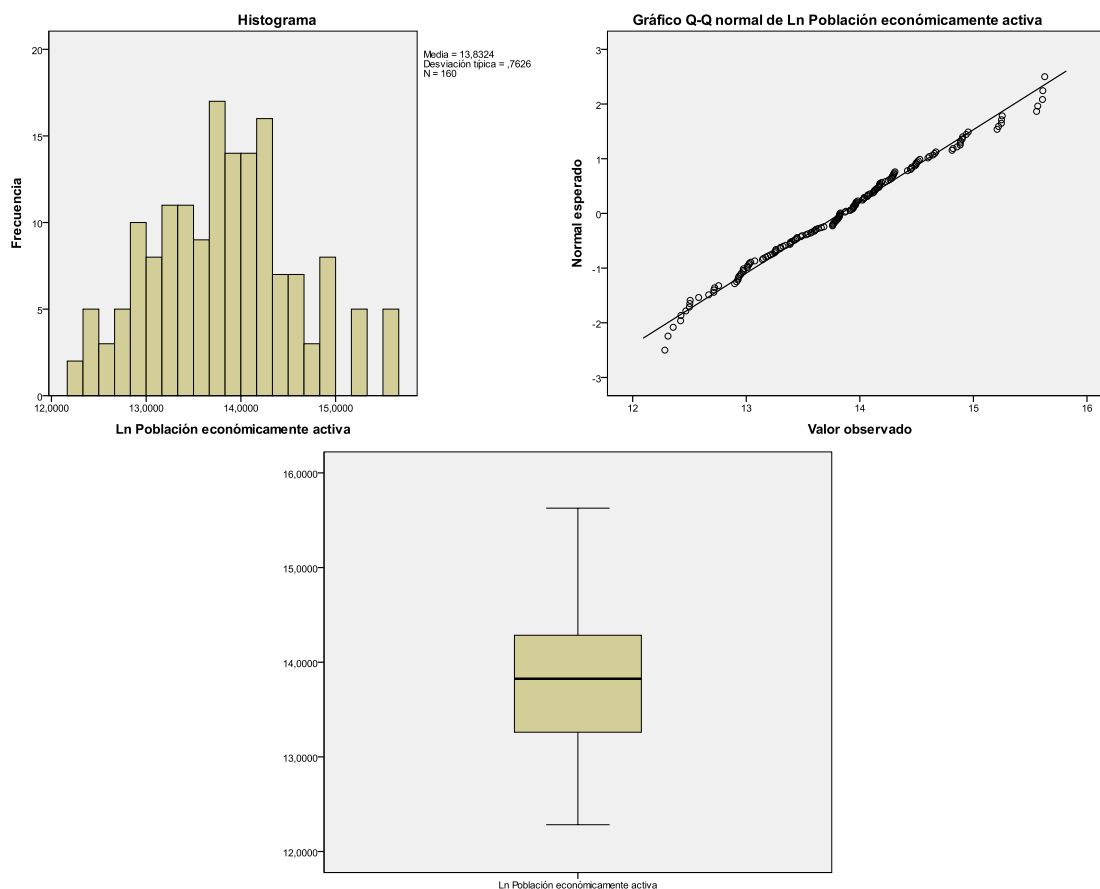 Histograma
20
15
10
5
0
Frecuencia
12,0000 13,0000 14,0000 15,0000
Ln Población económicamente activa
Media = 13,8324
Desviación típica = ,7626
N = 160
Gráfico Q-Q normal de Ln Población económicamente activa
3
2
1
0
-1
-2
-3
Normal esperado
12 13 14 15 16
Valor observado
16,0000
15,0000
14,0000
13,0000
12,0000
Ln Población económicamente activa